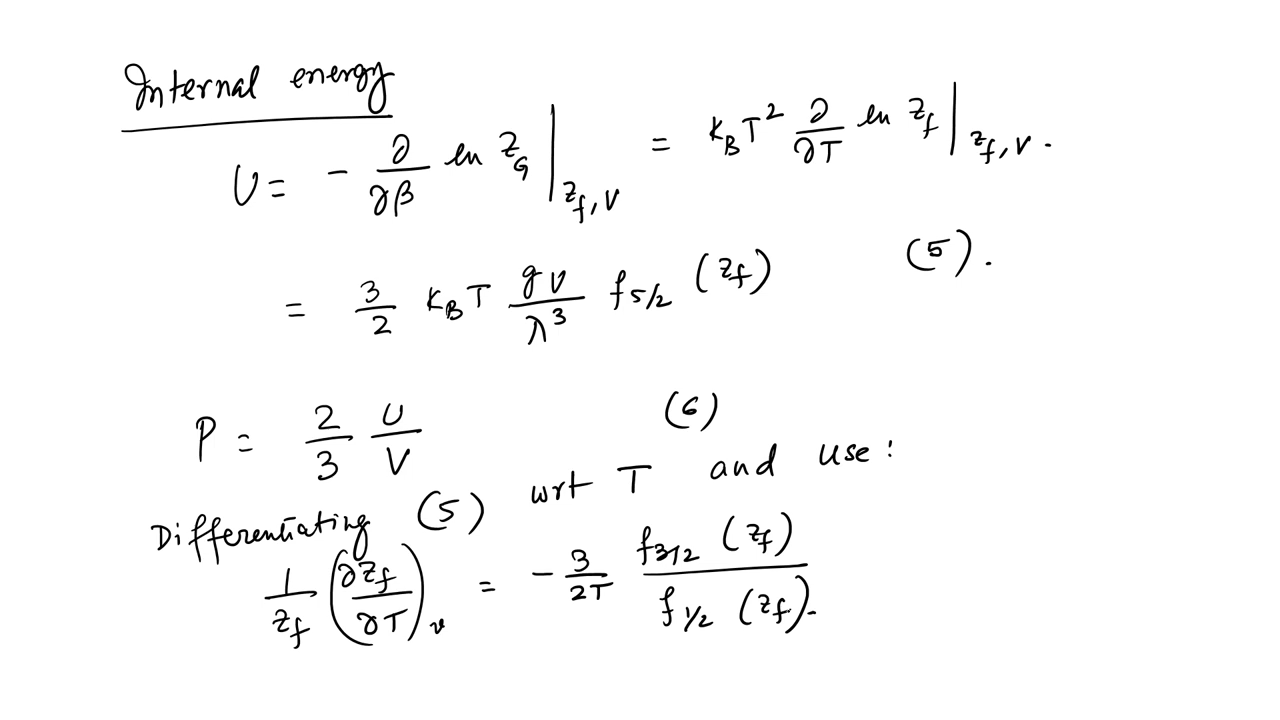 Internal energy
U = - ∂/∂β ln Z_G |_{z_f, V} = k_B T² ∂/∂T ln Z_f |_{z_f, V}.
= 3/2 k_B T gV/λ³ f_{5/2} (z_f) (5).
P = 2/3 U/V (6)
Differentiating (5) wrt T and use:
1/z_f (∂z_f/∂T)_v = - 3/2T f_{3/2} (z_f) / f_{1/2} (z_f).